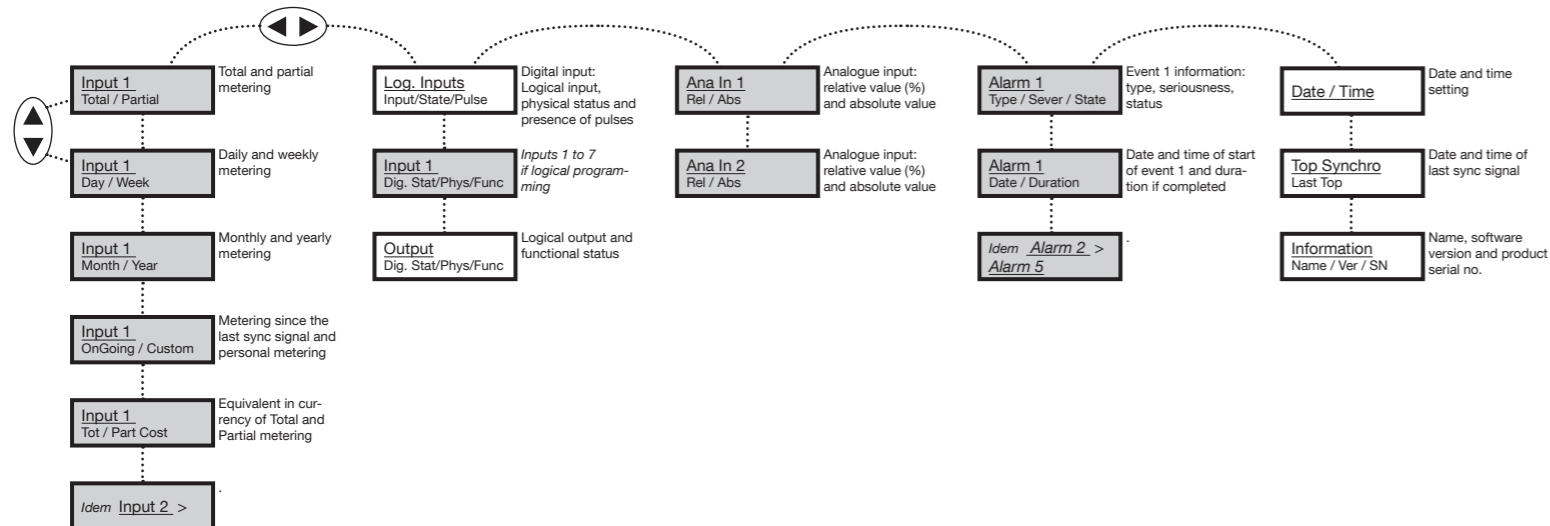 Input 1
Total / Partial
Total and partial
metering
Input 1
Day / Week
Daily and weekly
metering
Input 1
Month / Year
Monthly and yearly
metering
Input 1
OnGoing / Custom
Metering since the
last sync signal and
personal metering
Input 1
Tot / Part Cost
Equivalent in cur-
rency of Total and
Partial metering
Idem Input 2 >
.
Log. Inputs
Input/State/Pulse
Digital input:
Logical input,
physical status and
presence of pulses
Input 1
Dig. Stat/Phys/Func
Inputs 1 to 7
if logical program-
ming
Output
Dig. Stat/Phys/Func
Logical output and
functional status
Ana In 1
Rel / Abs
Analogue input:
relative value (%)
and absolute value
Ana In 2
Rel / Abs
Analogue input:
relative value (%)
and absolute value
Alarm 1
Type / Sever / State
Event 1 information:
type, seriousness,
status
Alarm 1
Date / Duration
Date and time of start
of event 1 and dura-
tion if completed
Idem Alarm 2 >
Alarm 5
.
Date / Time
Date and time
setting
Top Synchro
Last Top
Date and time of
last sync signal
Information
Name / Ver / SN
Name, software
version and product
serial no.